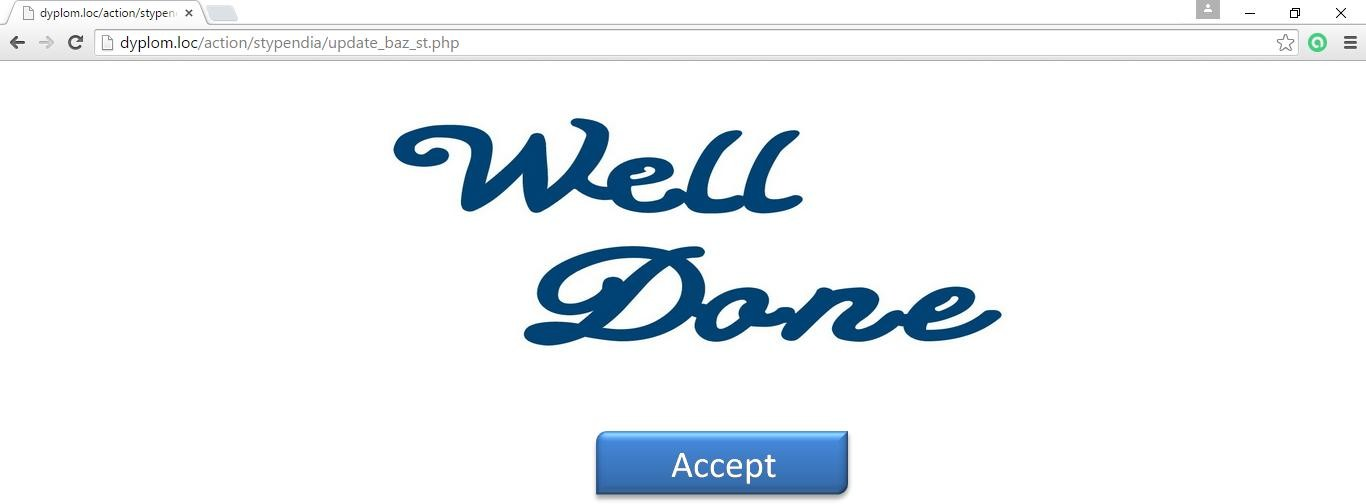 dyplom.loc/action/stypen
dyplom.loc/action/stypendia/update_baz_st.php
Well
Done
Accept